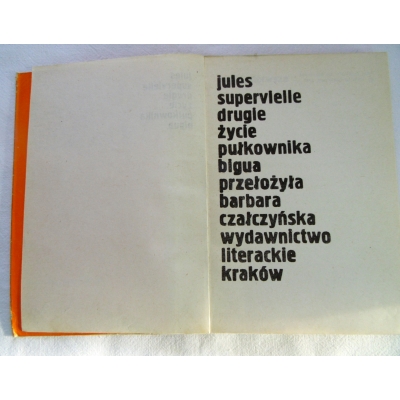 jules
supervielle
drugie
życie
pułkownika
bigua
przełożyła
barbara
czałczyńska
wydawnictwo
literackie
kraków